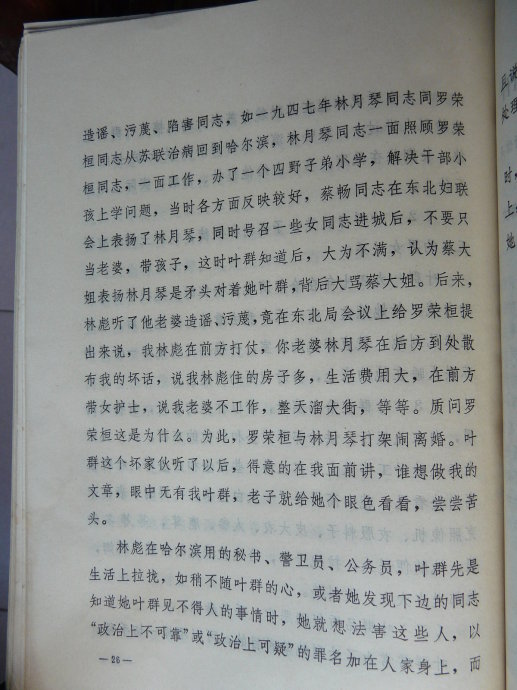 造谣、污蔑、陷害同志，如一九四七年林月琴同志同罗荣
桓同志从苏联治病回到哈尔滨，林月琴同志一面照顾罗荣
桓同志，一面工作，办了一个四野子弟小学，解决干部小
孩上学问题，当时各方面反映较好，蔡畅同志在东北妇联
会上表扬了林月琴，同时号召一些女同志进城后，不要只
当老婆，带孩子，这时叶群知道后，大为不满，认为蔡大
姐表扬林月琴是矛头对着她叶群，背后大骂蔡大姐。后来，
林彪听了他老婆造谣、污蔑，竟在东北局会议上给罗荣桓提
出来说，我林彪在前方打仗，你老婆林月琴在后方到处散
布我的坏话，说我林彪住的房子多，生活费用大，在前方
带女护士，说我老婆不工作，整天溜大街，等等。质问罗
荣桓这是为什么。为此，罗荣桓与林月琴打架闹离婚。叶
群这个坏家伙听了以后，得意的在我面前讲，谁想做我的
文章，眼中无有我叶群，老子就给她个眼色看看，尝尝苦
头。
林彪在哈尔滨用的秘书、警卫员、公务员，叶群先是
生活上拉拢，如稍不随叶群的心，或者她发现下边的同志
知道她叶群见不得人的事情时，她就想法害这些人，以
“政治上不可靠”或“政治上可疑”的罪名加在人家身上，而
—26—
处理
时，
上，
她